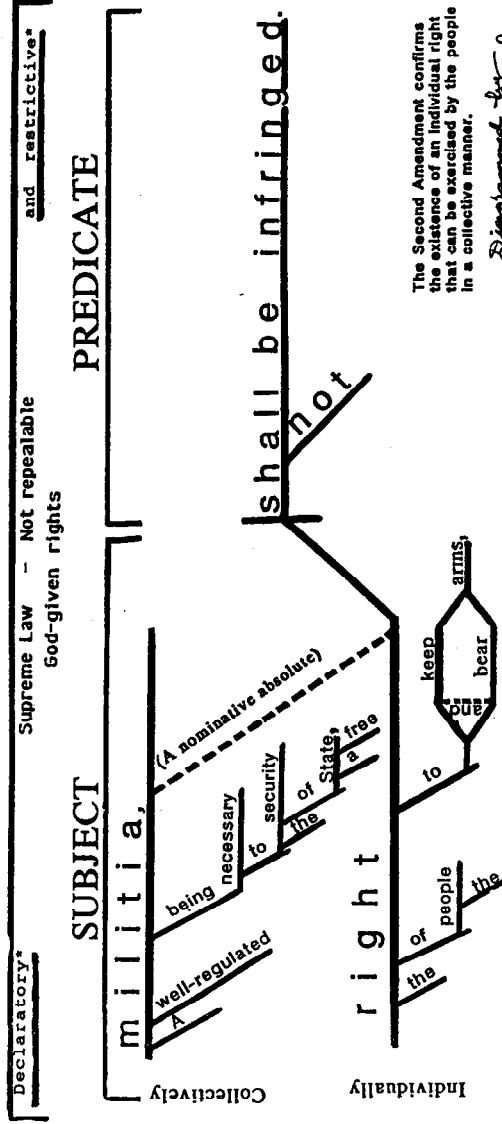 Supreme Law - Not repealable
Declaratory*
and restrictive*
God-given rights
SUBJECT
PREDICATE
Collectively
militia,
A
well-regulated
being
necessary
to
the
security
of
a
free
State,
(A nominative absolute)
shall be infringed.
not
Individually
right
the
of
the
people
to
keep
and
bear
arms,
The Second Amendment confirms
the existence of an individual right
that can be exercised by the people
in a collective manner.
Diagrammed by